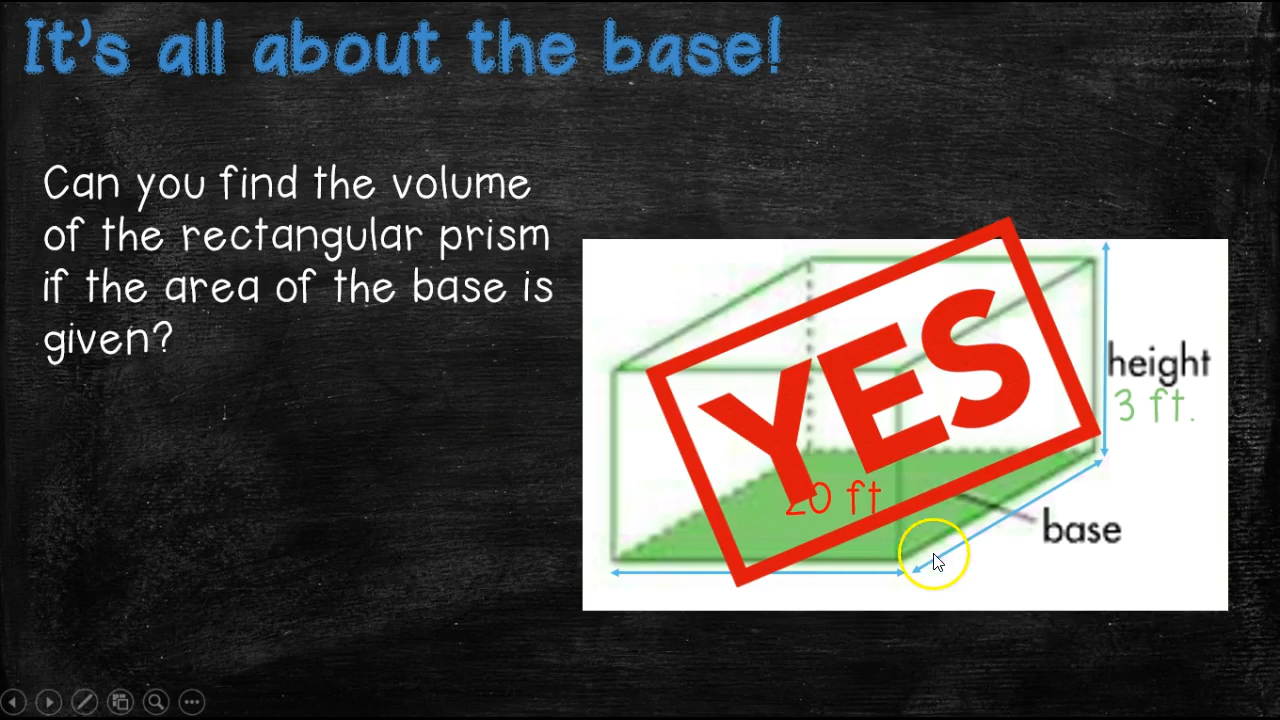 It's all about the base!
Can you find the volume
of the rectangular prism
if the area of the base is
given?
YES
height
3 ft.
20 ft
base